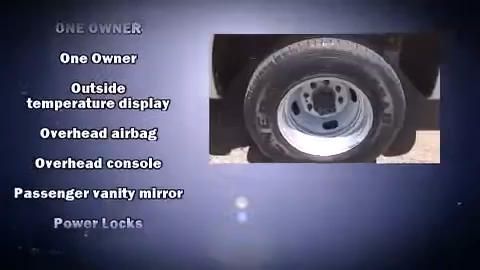 ONE OWNER
One Owner
Outside
temperature display
Overhead airbag
Overhead console
Passenger vanity mirror
Power Locks